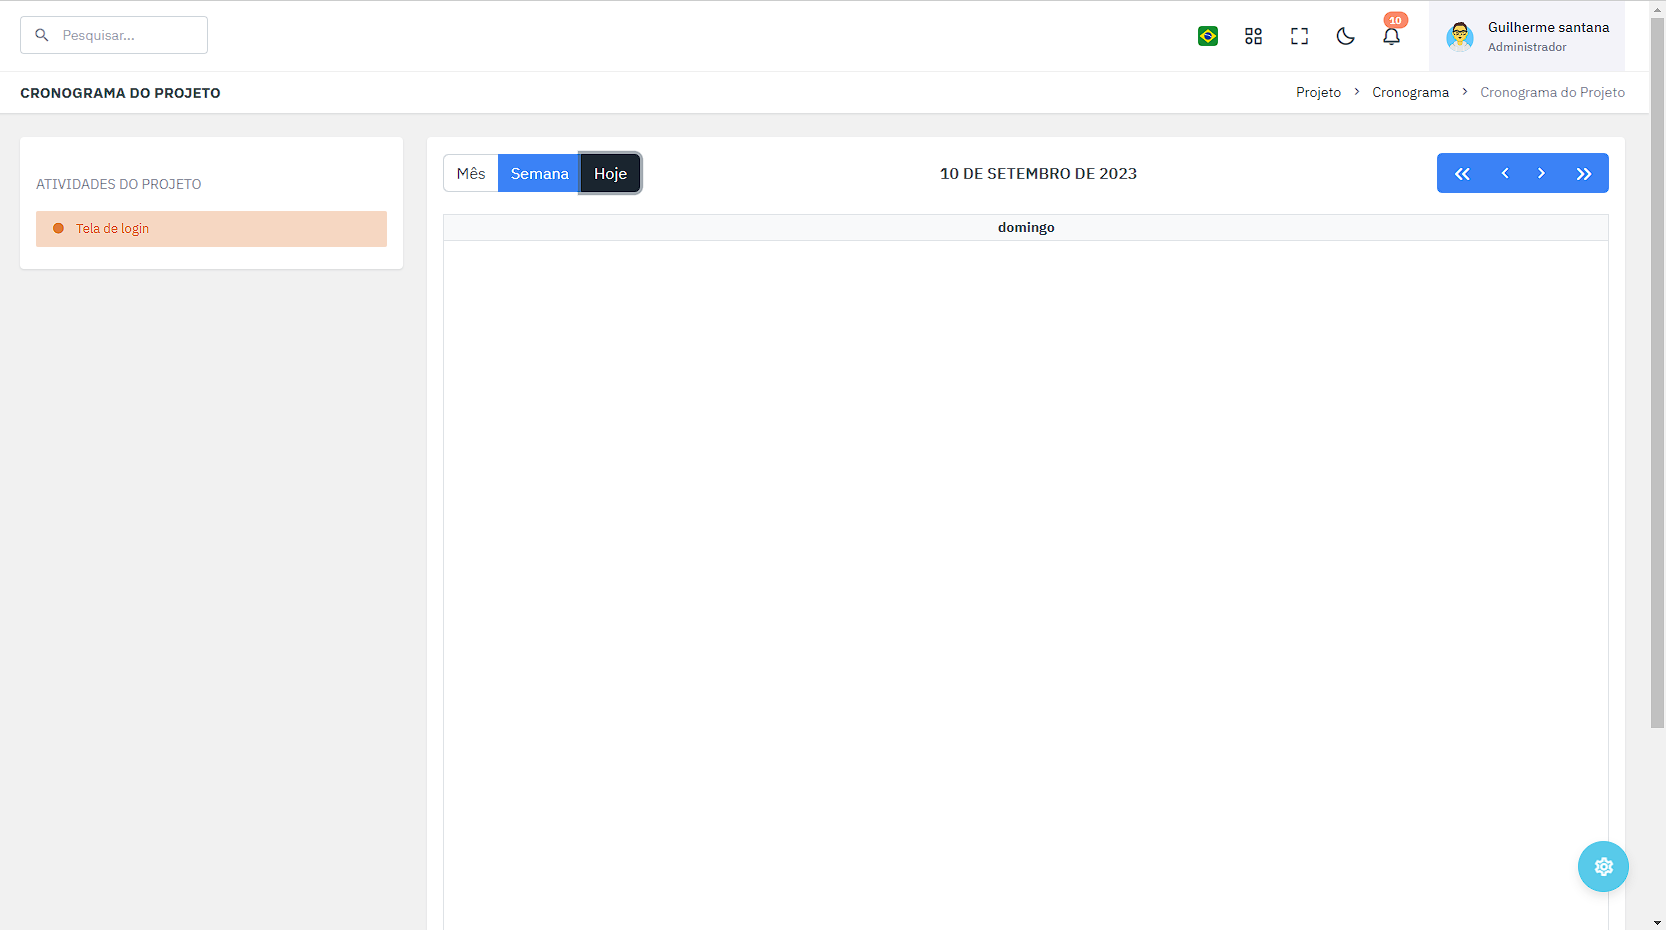 Pesquisar...
10
Guilherme santana
Administrador
CRONOGRAMA DO PROJETO
Projeto > Cronograma > Cronograma do Projeto
ATIVIDADES DO PROJETO
Tela de login
Mês Semana Hoje
10 DE SETEMBRO DE 2023
domingo